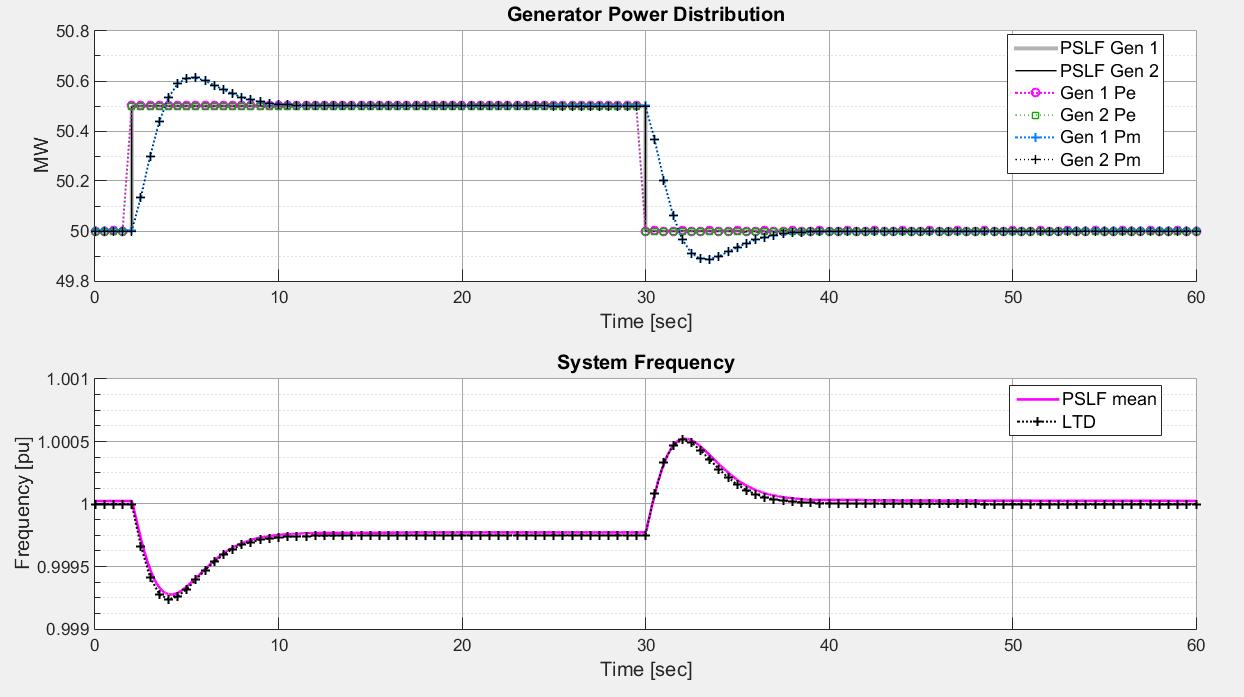 Generator Power Distribution
50.8
50.6
50.4
50.2
50
49.8
MW
0 10 20 30 40 50 60
Time [sec]
PSLF Gen 1
PSLF Gen 2
Gen 1 Pe
Gen 2 Pe
Gen 1 Pm
Gen 2 Pm
System Frequency
1.001
1.0005
1
0.9995
0.999
Frequency [pu]
0 10 20 30 40 50 60
Time [sec]
PSLF mean
LTD